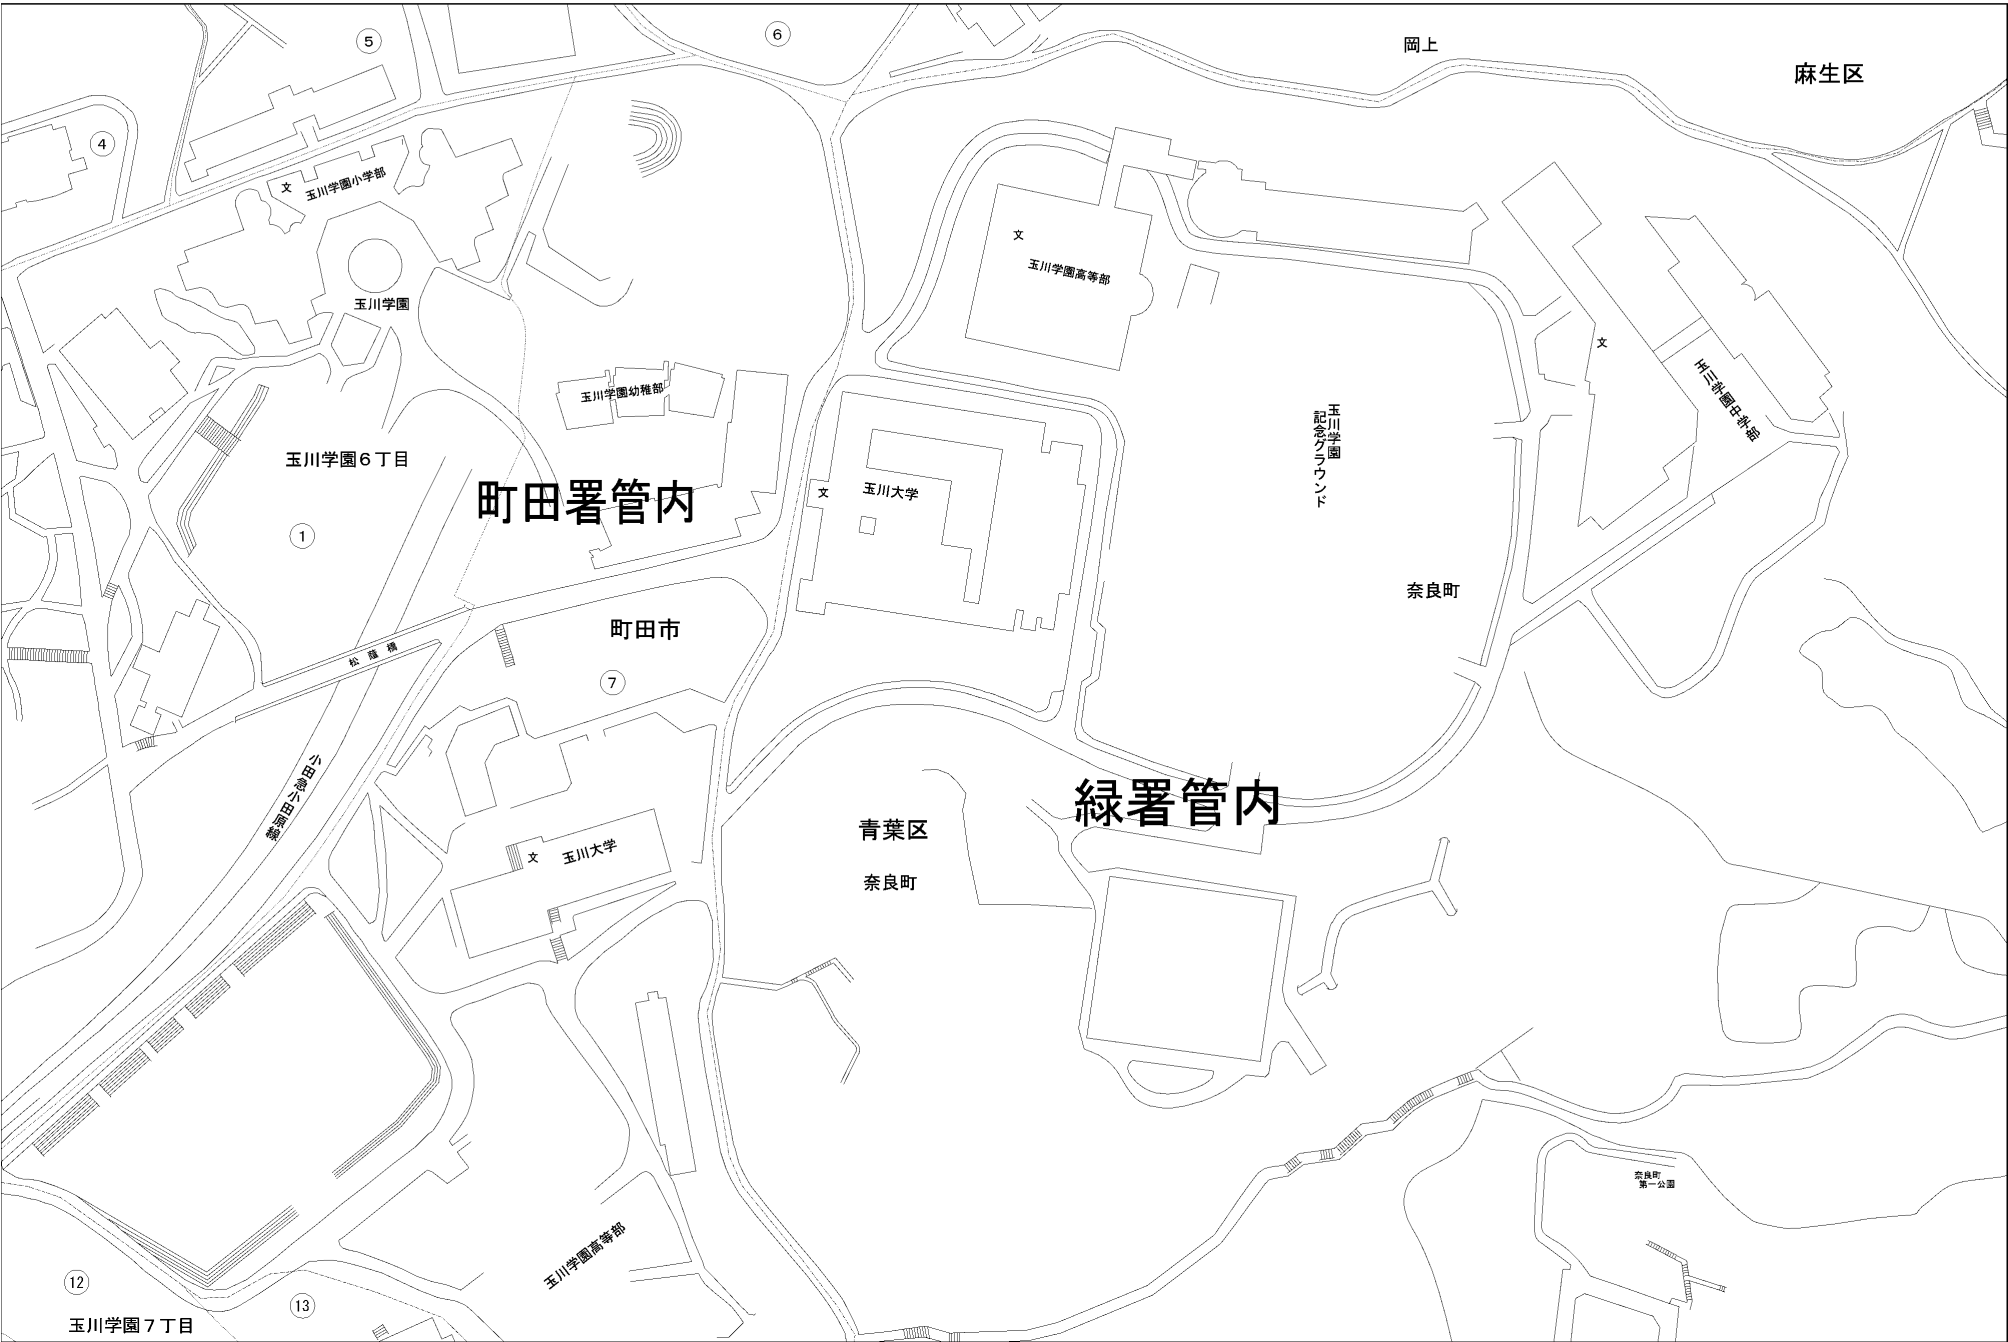 ⑤
⑥
岡上
麻生区
④
文
玉川学園小学部
文
玉川学園高等部
玉川学園
文
玉川学園中学部
玉川学園幼稚部
玉川学園
記念グラウンド
玉川学園６丁目
町田署管内
文
玉川大学
①
奈良町
町田市
松蔭橋
⑦
小田急小田原線
緑署管内
青葉区
奈良町
文
玉川大学
奈良町
第一公園
玉川学園高等部
⑫
⑬
玉川学園７丁目